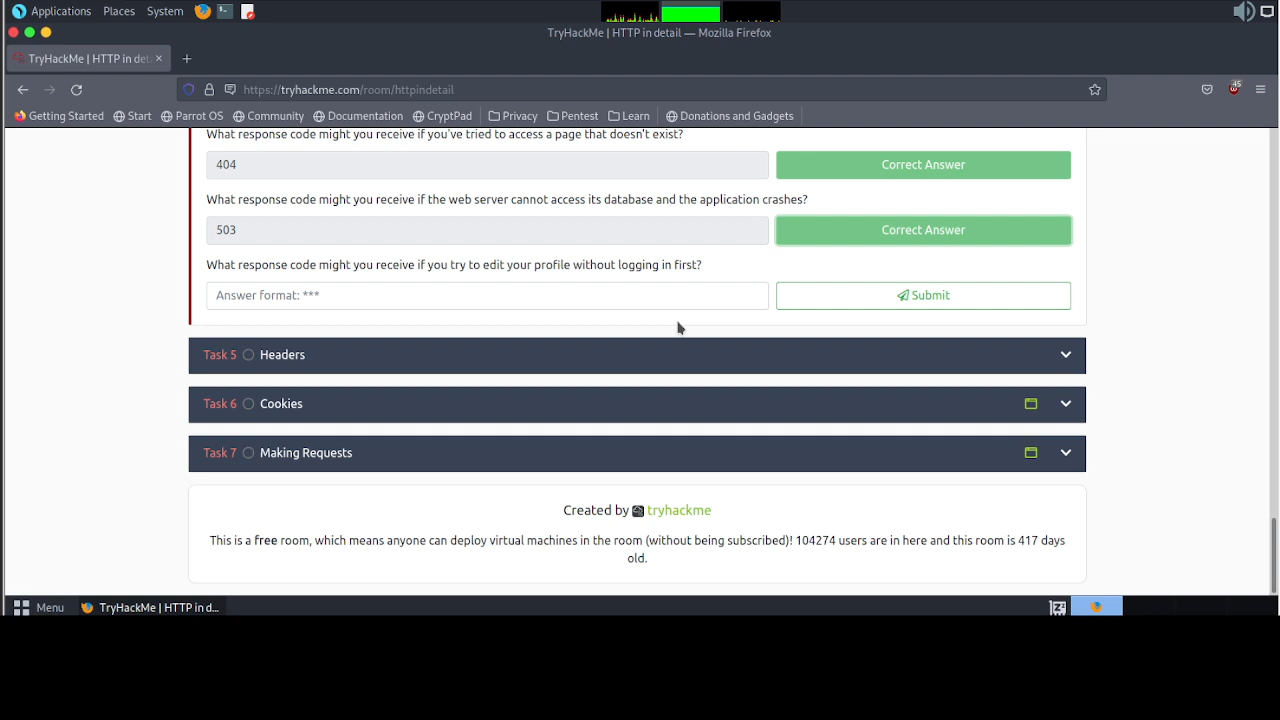 Applications Places System
TryHackMe | HTTP in detail — Mozilla Firefox
TryHackMe | HTTP in det
https://tryhackme.com/room/httpindetail
45
Getting Started Start Parrot OS Community Documentation CryptPad Privacy Pentest Learn Donations and Gadgets
What response code might you receive if you've tried to access a page that doesn't exist?
404 Correct Answer
What response code might you receive if the web server cannot access its database and the application crashes?
503 Correct Answer
What response code might you receive if you try to edit your profile without logging in first?
Answer format: *** Submit
Task 5 Headers
Task 6 Cookies
Task 7 Making Requests
Created by tryhackme
This is a free room, which means anyone can deploy virtual machines in the room (without being subscribed)! 104274 users are in here and this room is 417 days
old.
Menu TryHackMe | HTTP in d...